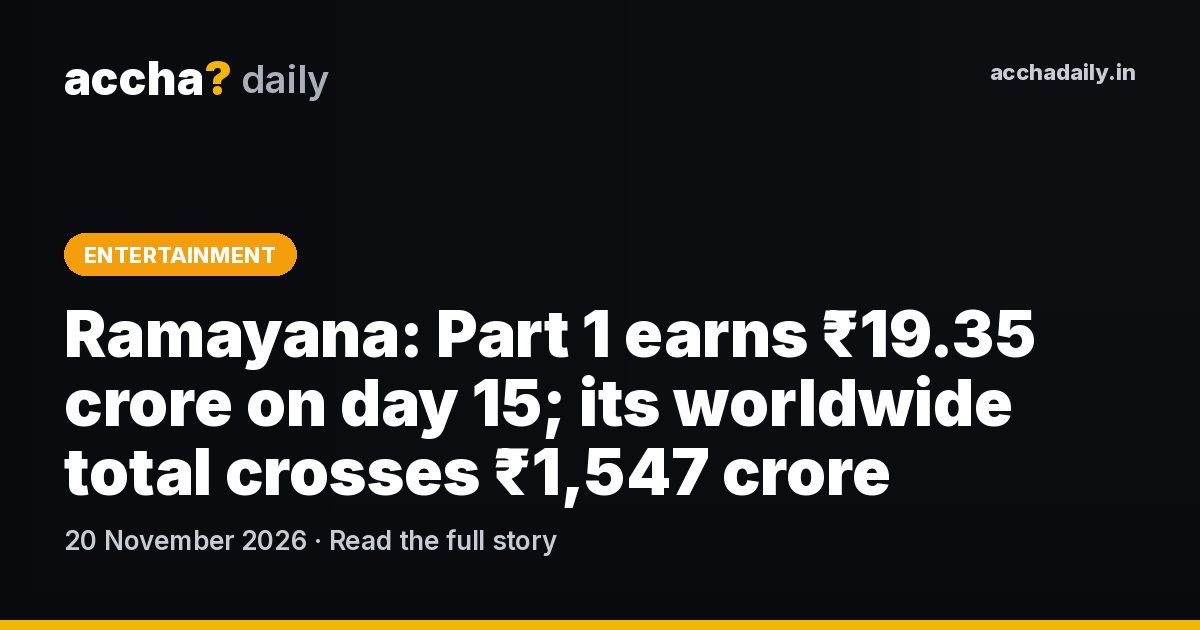 accha? daily
acchadaily.in
ENTERTAINMENT
Ramayana: Part 1 earns ₹19.35
crore on day 15; its worldwide
total crosses ₹1,547 crore
20 November 2026 · Read the full story